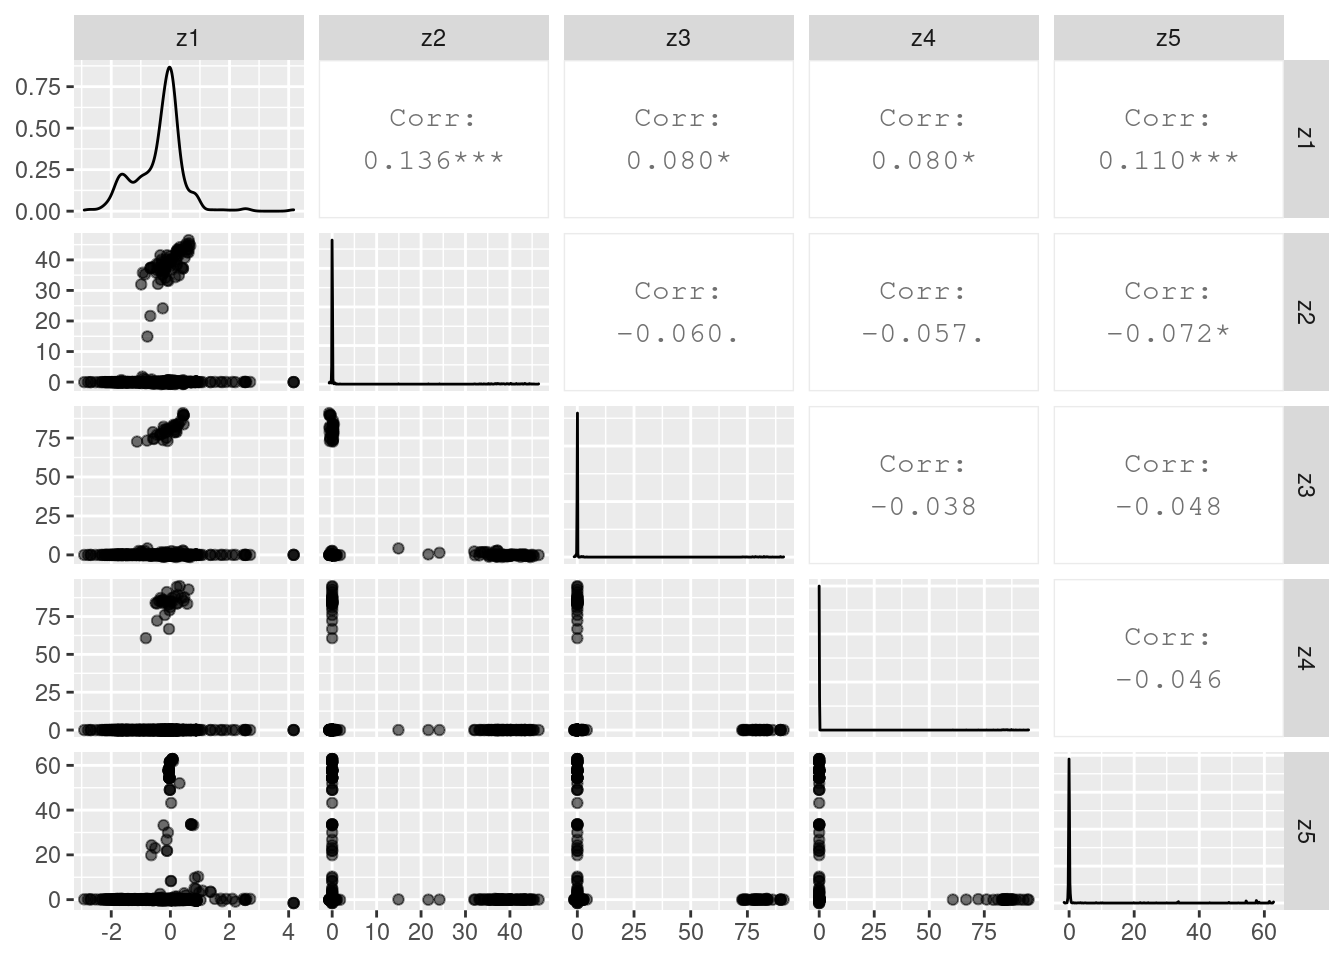 z1 z2 z3 z4 z5
0.75
0.50
0.25
0.00
Corr:
0.136***
Corr:
0.080*
Corr:
0.080*
Corr:
0.110***
z1
40
30
20
10
0
Corr:
-0.060.
Corr:
-0.057.
Corr:
-0.072*
z2
75
50
25
0
Corr:
-0.038
Corr:
-0.048
z3
75
50
25
0
Corr:
-0.046
z4
60
40
20
0
z5
-2 0 2 4
0 10 20 30 40
0 25 50 75
0 25 50 75
0 20 40 60